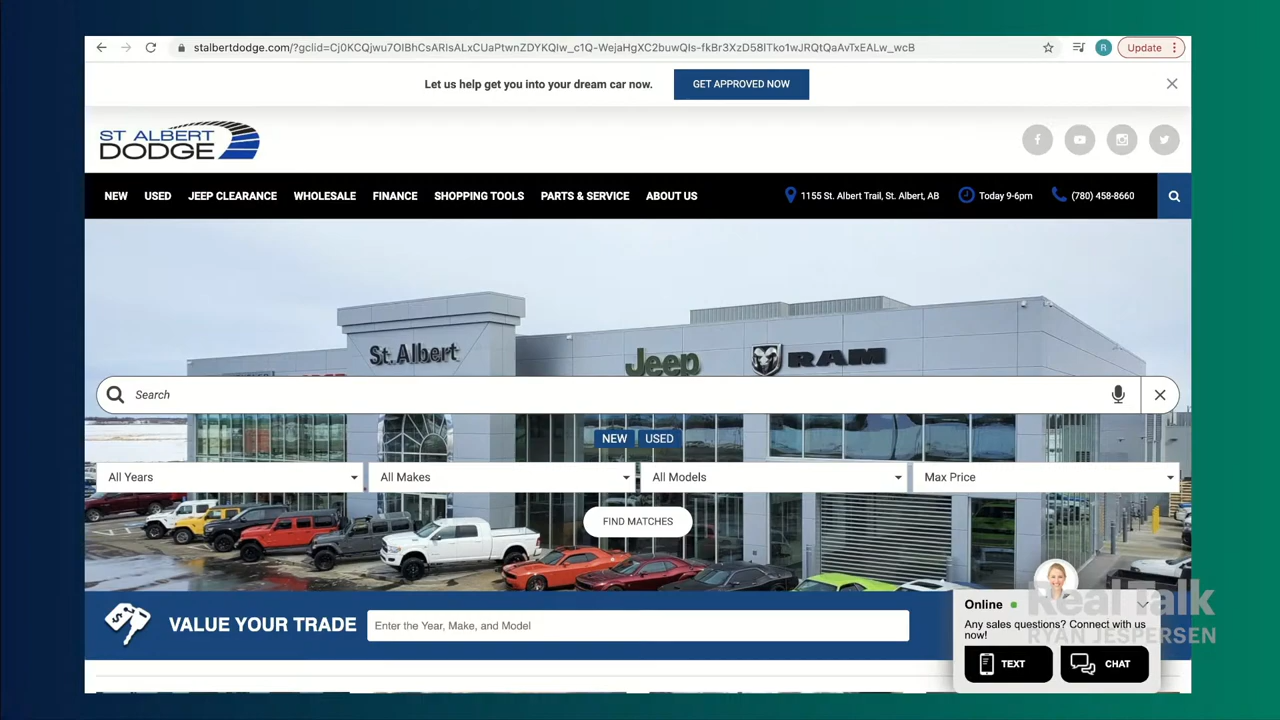 stalbertdodge.com/?gclid=Cj0KCQjwu7OIBhCsARIsALxCUaPtwnZDYKQIw_c1Q-WejaHgXC2buwQIs-fkBr3XzD58lTko1wJRQtQaAvTxEALw_wcB
R
Update
Let us help get you into your dream car now.
GET APPROVED NOW
ST ALBERT
DODGE
NEW USED JEEP CLEARANCE WHOLESALE FINANCE SHOPPING TOOLS PARTS & SERVICE ABOUT US
1155 St. Albert Trail, St. Albert, AB
Today 9-6pm
(780) 458-8660
St. Albert
Jeep
RAM
Search
NEW USED
All Years
All Makes
All Models
Max Price
FIND MATCHES
VALUE YOUR TRADE
Enter the Year, Make, and Model
Online
Any sales questions? Connect with us
now!
TEXT
CHAT
Real Talk
RYAN JESPERSEN